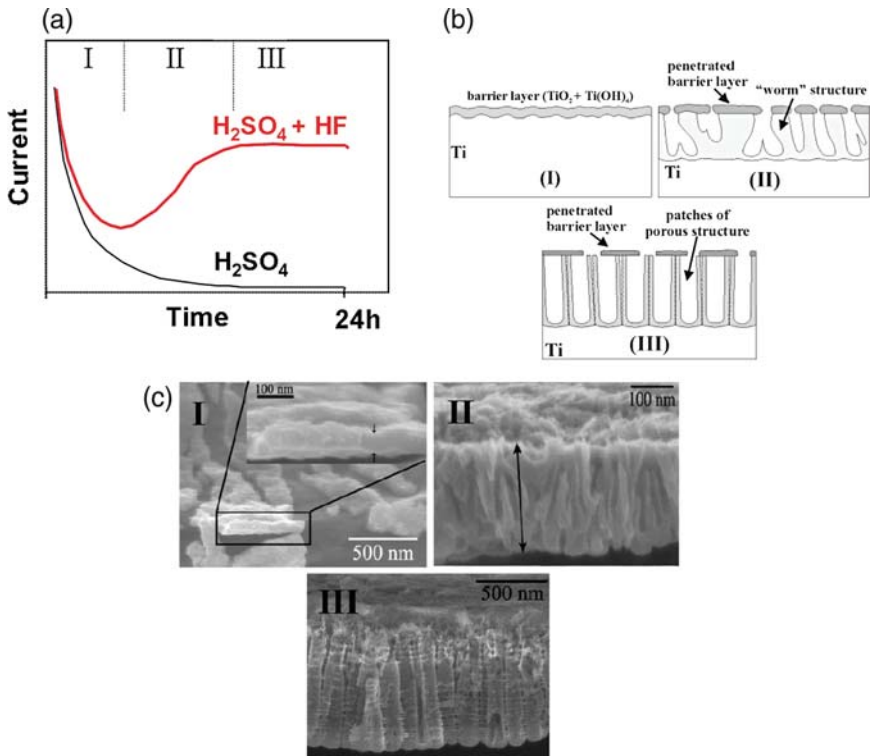 (a)
I II III
H₂SO₄ + HF
H₂SO₄
Current
Time
24h
(b)
barrier layer (TiO₂ + Ti(OH)₄)
Ti
(I)
penetrated
barrier layer
“worm” structure
Ti
(II)
penetrated
barrier layer
patches of
porous structure
Ti
(III)
(c)
I
100 nm
500 nm
II
100 nm
III
500 nm